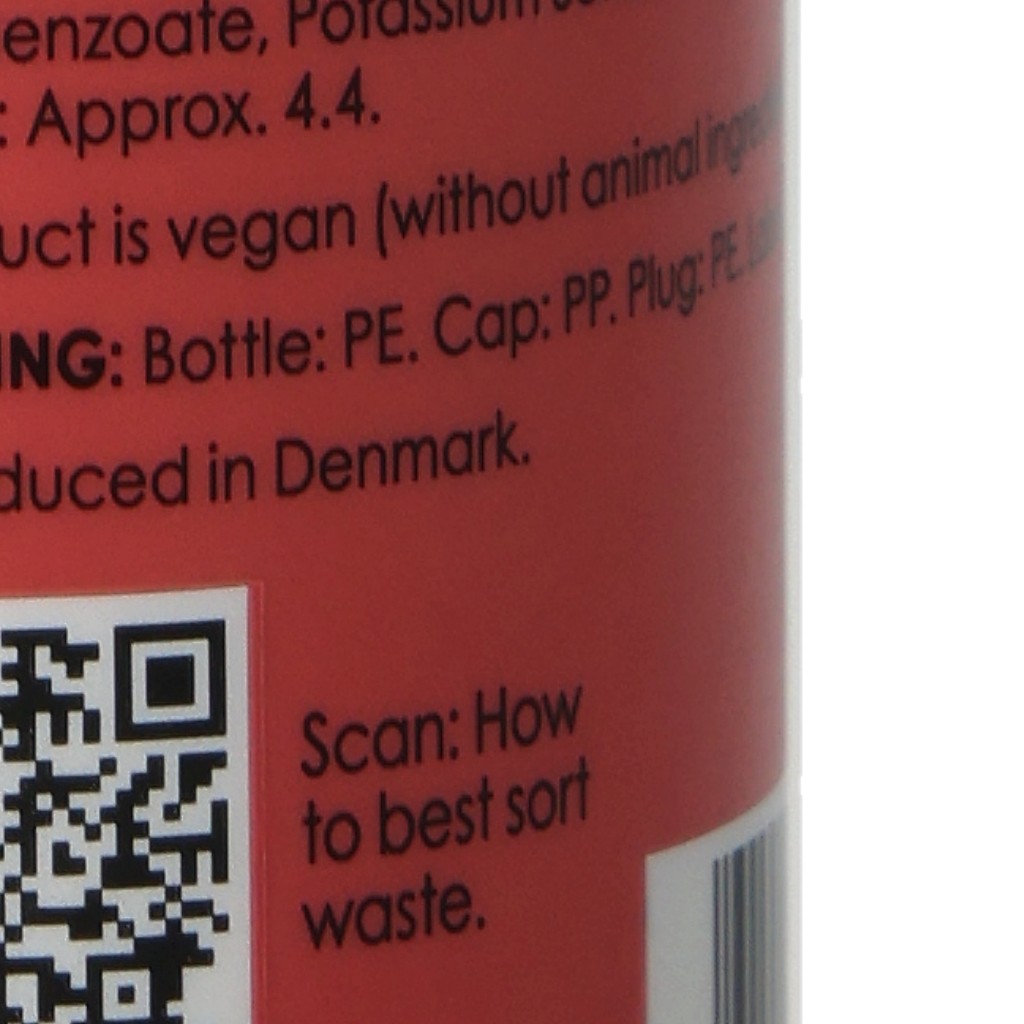 enzoate, Potassium
: Approx. 4.4.
uct is vegan (without animal
ING: Bottle: PE. Cap: PP. Plug: PE.
duced in Denmark.
Scan: How
to best sort
waste.